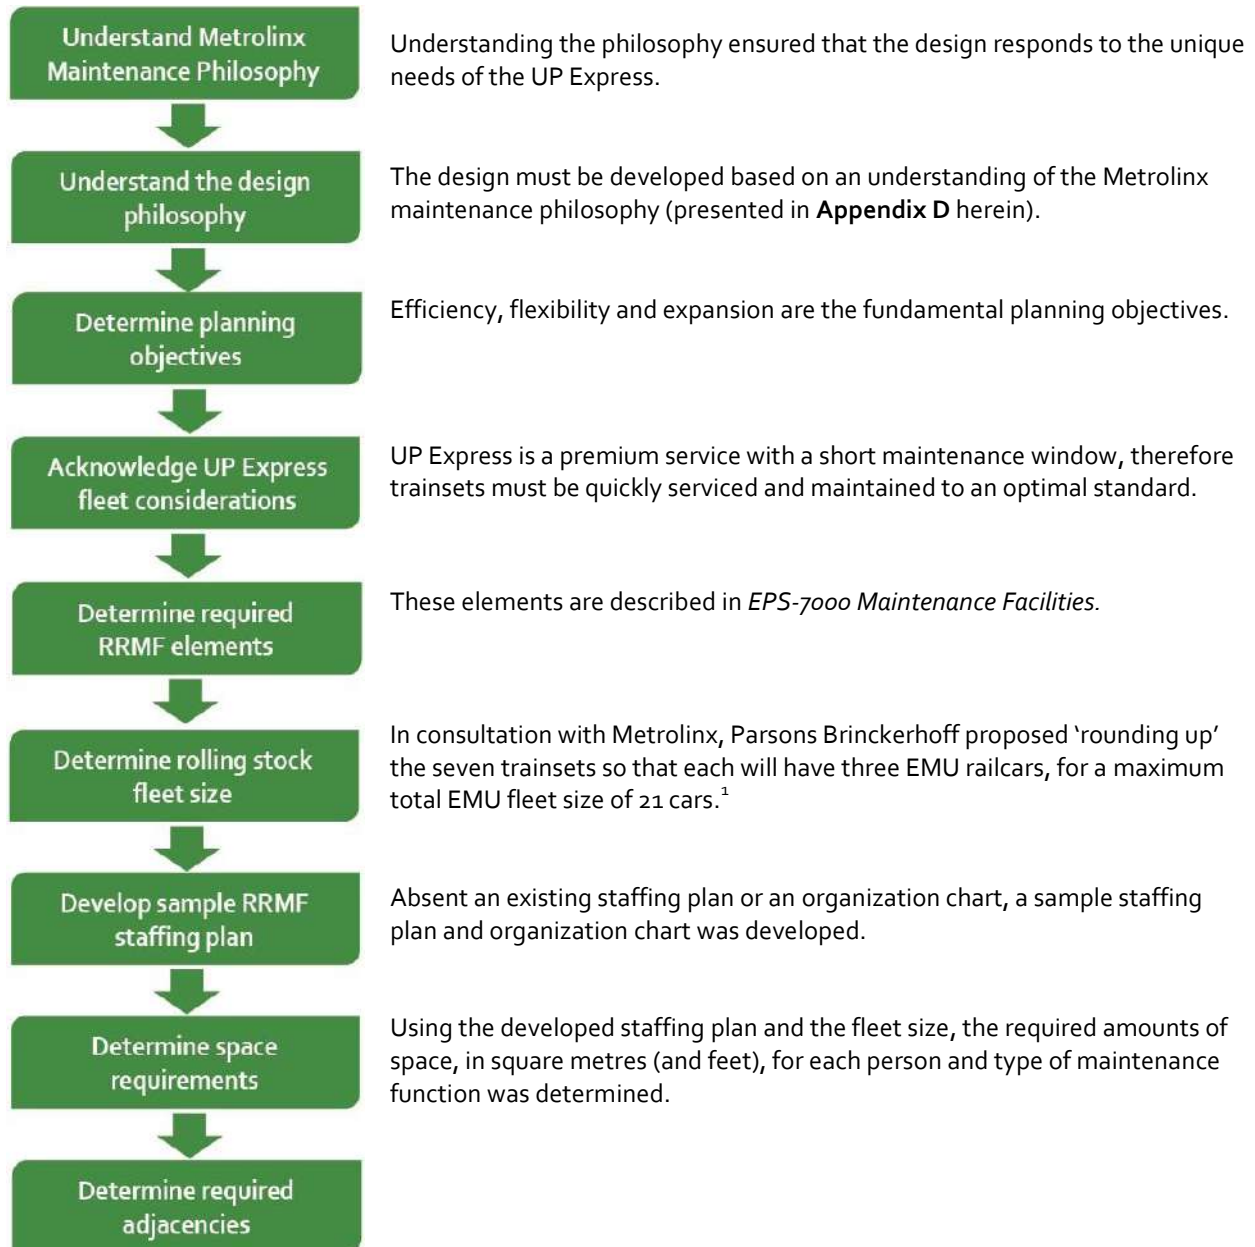 Understand Metrolinx
Maintenance Philosophy
Understanding the philosophy ensured that the design responds to the unique
needs of the UP Express.
Understand the design
philosophy
The design must be developed based on an understanding of the Metrolinx
maintenance philosophy (presented in Appendix D herein).
Determine planning
objectives
Efficiency, flexibility and expansion are the fundamental planning objectives.
Acknowledge UP Express
fleet considerations
UP Express is a premium service with a short maintenance window, therefore
trainsets must be quickly serviced and maintained to an optimal standard.
Determine required
RRMF elements
These elements are described in EPS-7000 Maintenance Facilities.
Determine rolling stock
fleet size
In consultation with Metrolinx, Parsons Brinckerhoff proposed ‘rounding up’
the seven trainsets so that each will have three EMU railcars, for a maximum
total EMU fleet size of 21 cars.¹
Develop sample RRMF
staffing plan
Absent an existing staffing plan or an organization chart, a sample staffing
plan and organization chart was developed.
Determine space
requirements
Using the developed staffing plan and the fleet size, the required amounts of
space, in square metres (and feet), for each person and type of maintenance
function was determined.
Determine required
adjacencies